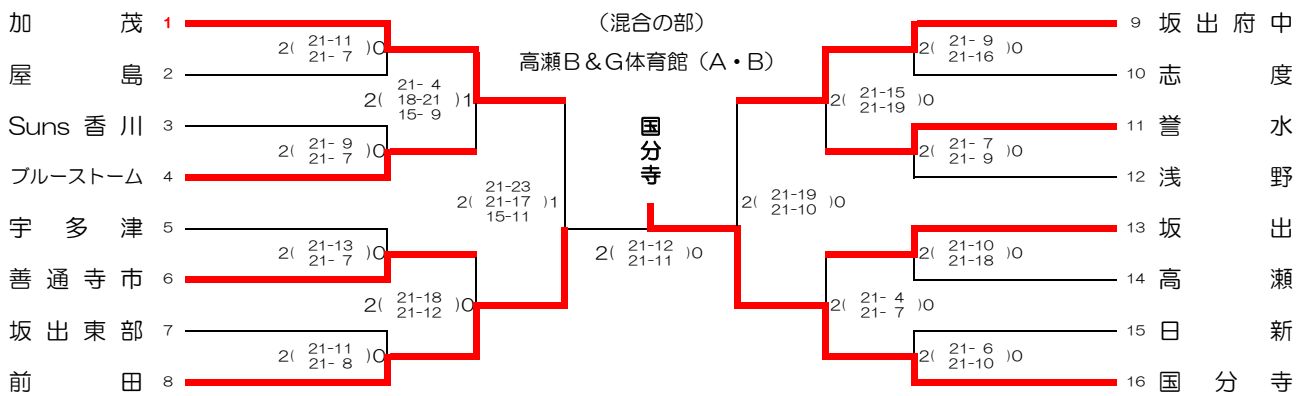 (混合の部)
高瀬B&G体育館(A・B)
国分寺
加茂 1
2( 21-11 )0
21- 7
屋島 2
21- 4
2( 18-21 )1
15- 9
Suns 香川 3
2( 21- 9 )0
21- 7
ブルーストーム 4
21-23
2( 21-17 )1
15-11
宇多津 5
2( 21-13 )0
21- 7
善通寺市 6
2( 21-18 )0
21-12
坂出東部 7
2( 21-11 )0
21- 8
前田 8
2( 21-12 )0
21-11
9 坂出府中
2( 21- 9 )0
21-16
10 志度
2( 21-15 )0
21-19
11 誉水
2( 21- 7 )0
21- 9
12 浅野
2( 21-19 )0
21-10
13 坂出
2( 21-10 )0
21-18
14 高瀬
2( 21- 4 )0
21- 7
15 日新
2( 21- 6 )0
21-10
16 国分寺